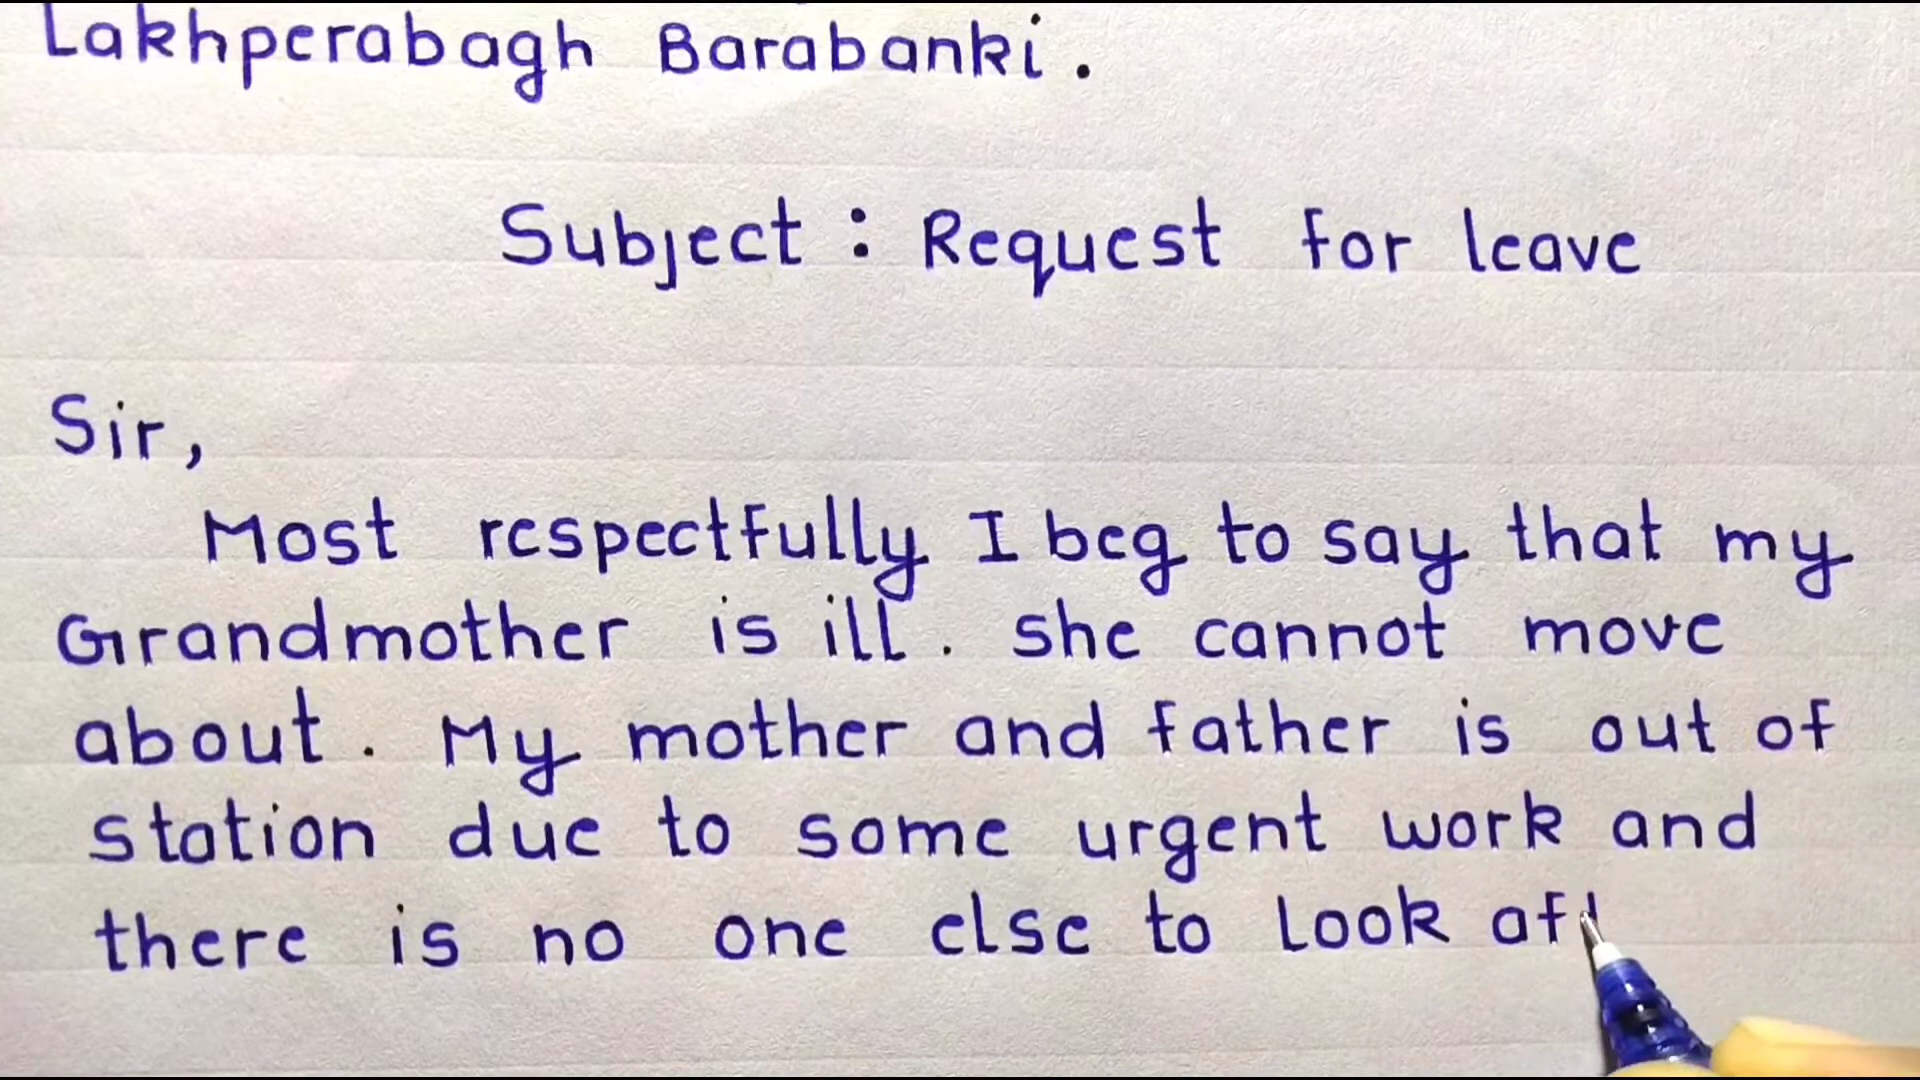 Lakhperabagh Barabanki.
Subject : Request for leave
Sir,
Most respectfully I beg to say that my
Grandmother is ill. she cannot move
about. My mother and father is out of
station due to some urgent work and
there is no one else to look aft